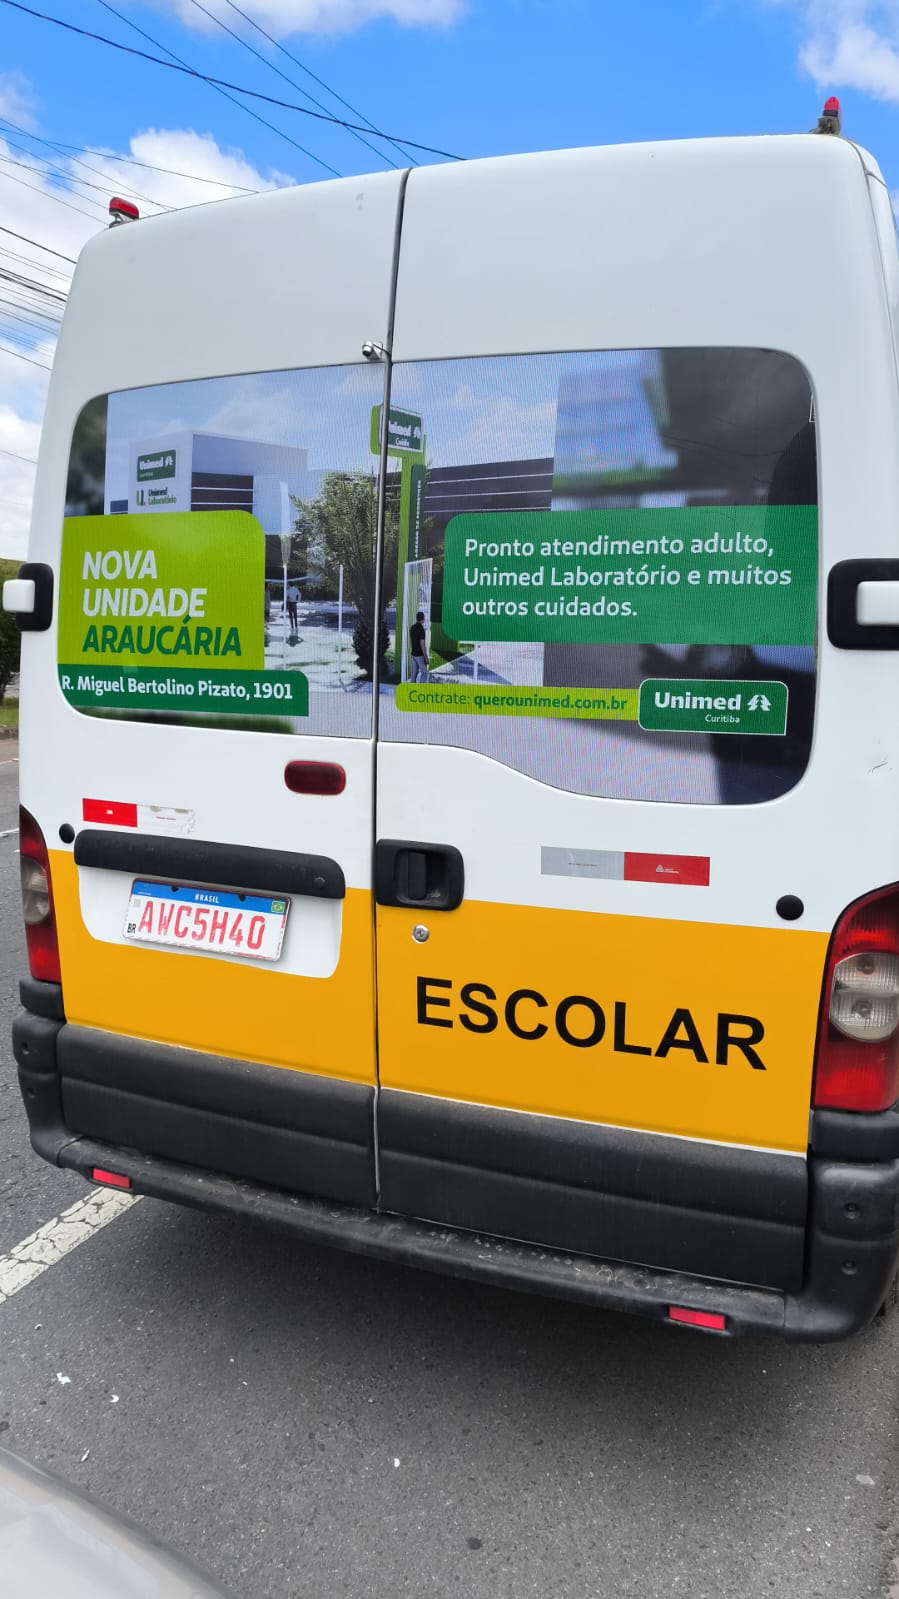 Unimed
Curitiba
Unimed
Laboratório
Unimed
NOVA
UNIDADE
ARAUCÁRIA
R. Miguel Bertolino Pizato, 1901
Pronto atendimento adulto,
Unimed Laboratório e muitos
outros cuidados.
Contrate: querounimed.com.br
Unimed
Curitiba
BRASIL
BR
AWC5H40
ESCOLAR